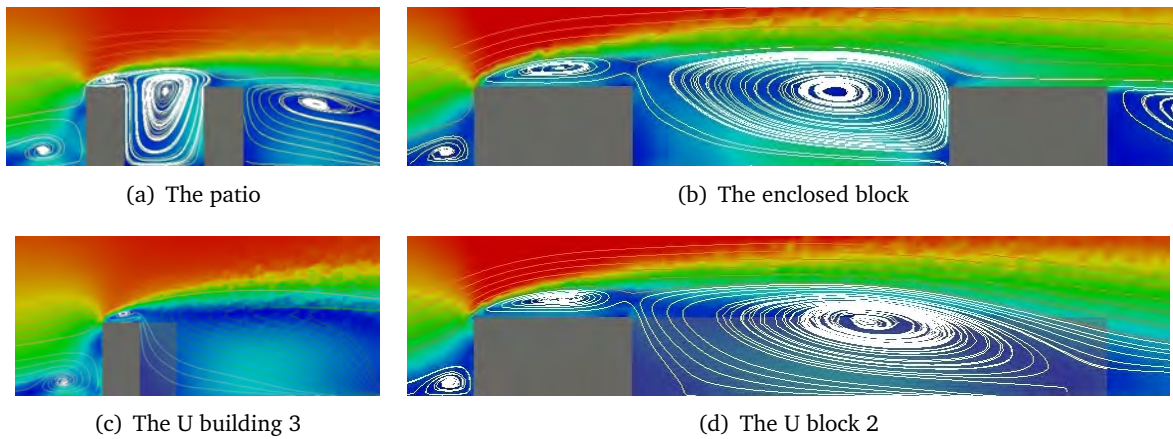 (a) The patio
(b) The enclosed block
(c) The U building 3
(d) The U block 2